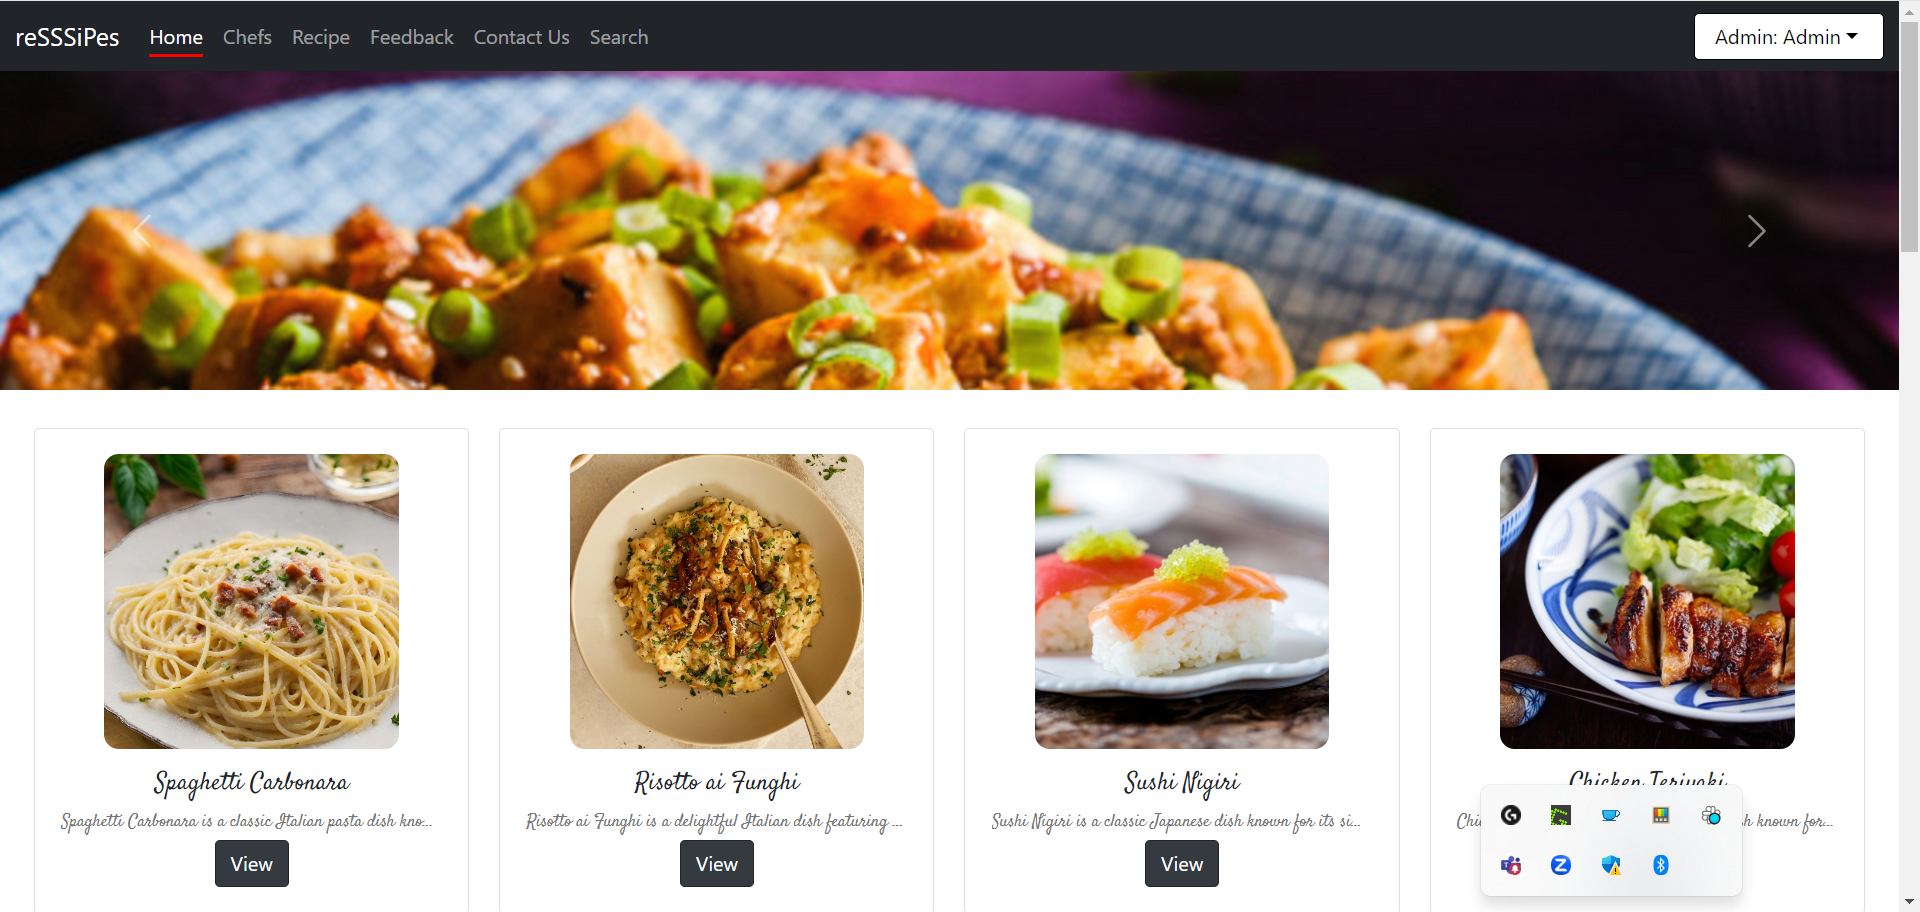 reSSSiPes Home Chefs Recipe Feedback Contact Us Search Admin: Admin
Spaghetti Carbonara
Spaghetti Carbonara is a classic Italian pasta dish kno...
View
Risotto ai Funghi
Risotto ai Funghi is a delightful Italian dish featuring ...
View
Sushi Nigiri
Sushi Nigiri is a classic Japanese dish known for its si...
View
Chicken Teriyaki
known for...